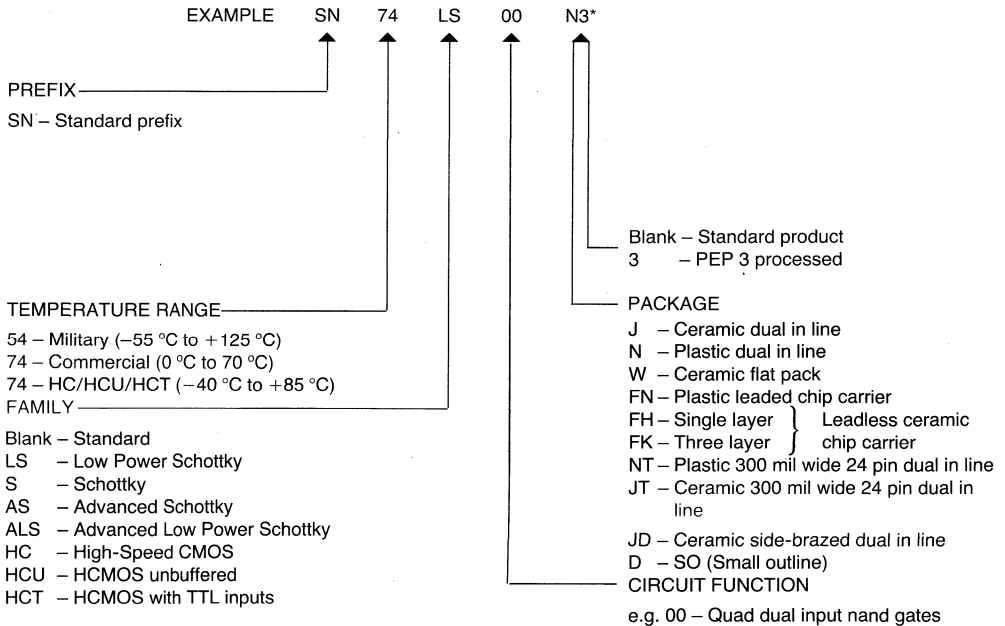 EXAMPLE SN 74 LS 00 N3*
PREFIX
SN – Standard prefix
Blank – Standard product
3 – PEP 3 processed
TEMPERATURE RANGE
54 – Military (–55 °C to +125 °C)
74 – Commercial (0 °C to 70 °C)
74 – HC/HCU/HCT (–40 °C to +85 °C)
FAMILY
Blank – Standard
LS – Low Power Schottky
S – Schottky
AS – Advanced Schottky
ALS – Advanced Low Power Schottky
HC – High-Speed CMOS
HCU – HCMOS unbuffered
HCT – HCMOS with TTL inputs
PACKAGE
J – Ceramic dual in line
N – Plastic dual in line
W – Ceramic flat pack
FN – Plastic leaded chip carrier
FH – Single layer } Leadless ceramic
FK – Three layer } chip carrier
NT – Plastic 300 mil wide 24 pin dual in line
JT – Ceramic 300 mil wide 24 pin dual in
line
JD – Ceramic side-brazed dual in line
D – SO (Small outline)
CIRCUIT FUNCTION
e.g. 00 – Quad dual input nand gates